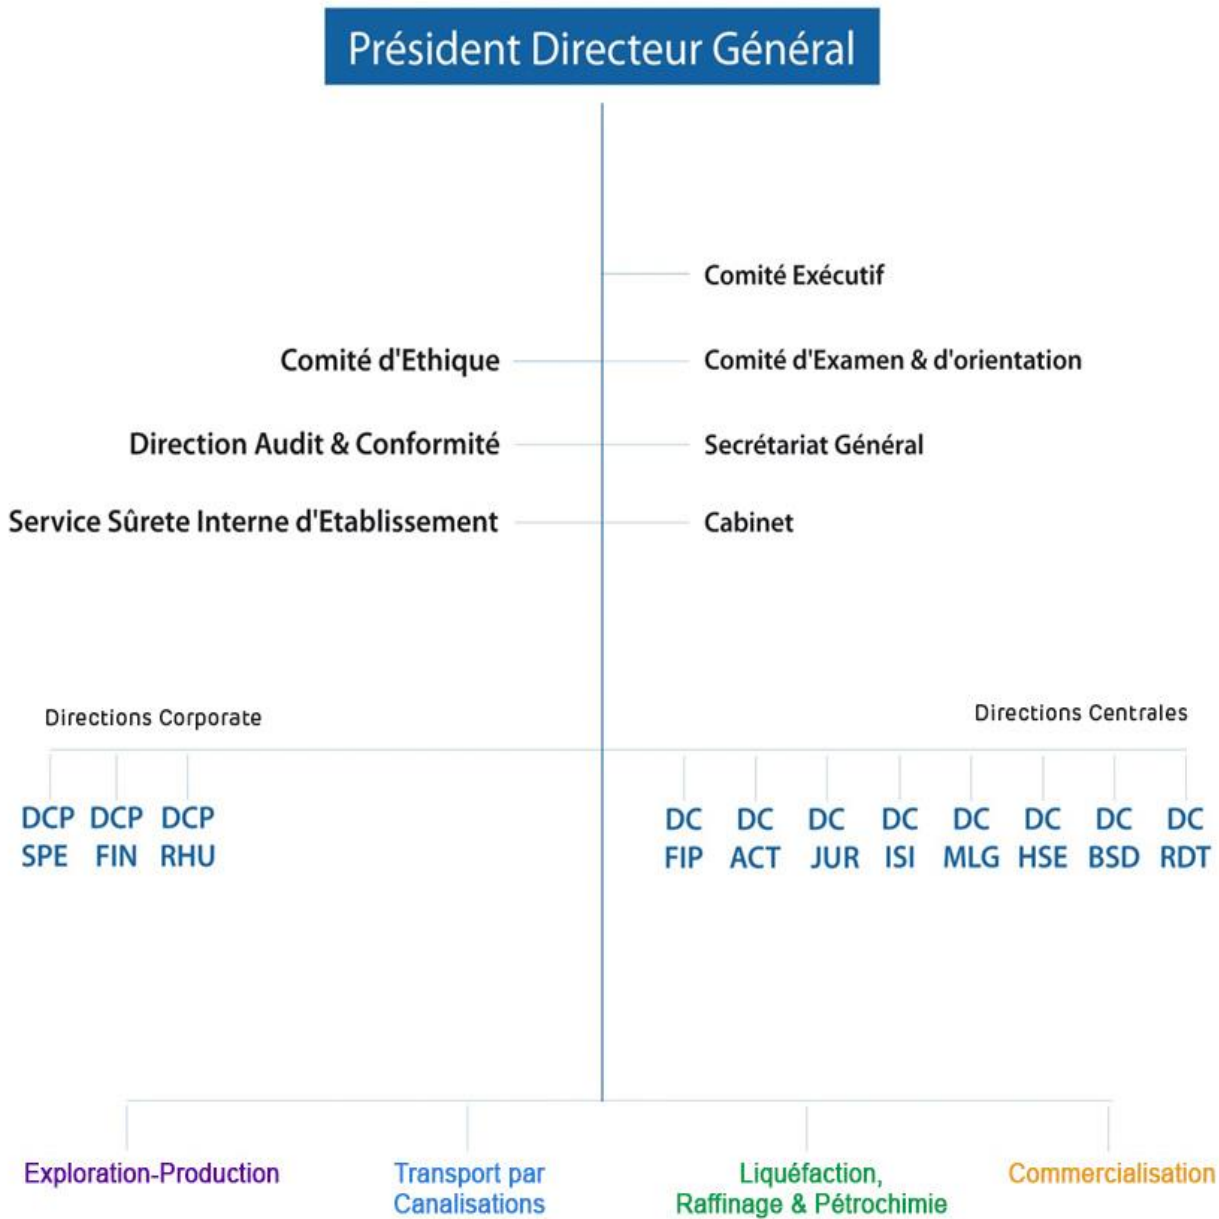 Président Directeur Général
Comité Exécutif
Comité d'Ethique
Comité d'Examen & d'orientation
Direction Audit & Conformité
Secrétariat Général
Service Sûrete Interne d'Etablissement
Cabinet
Directions Corporate
Directions Centrales
DCP SPE
DCP FIN
DCP RHU
DC FIP
DC ACT
DC JUR
DC ISI
DC MLG
DC HSE
DC BSD
DC RDT
Exploration-Production
Transport par
Canalisations
Liquéfaction,
Raffinage & Pétrochimie
Commercialisation